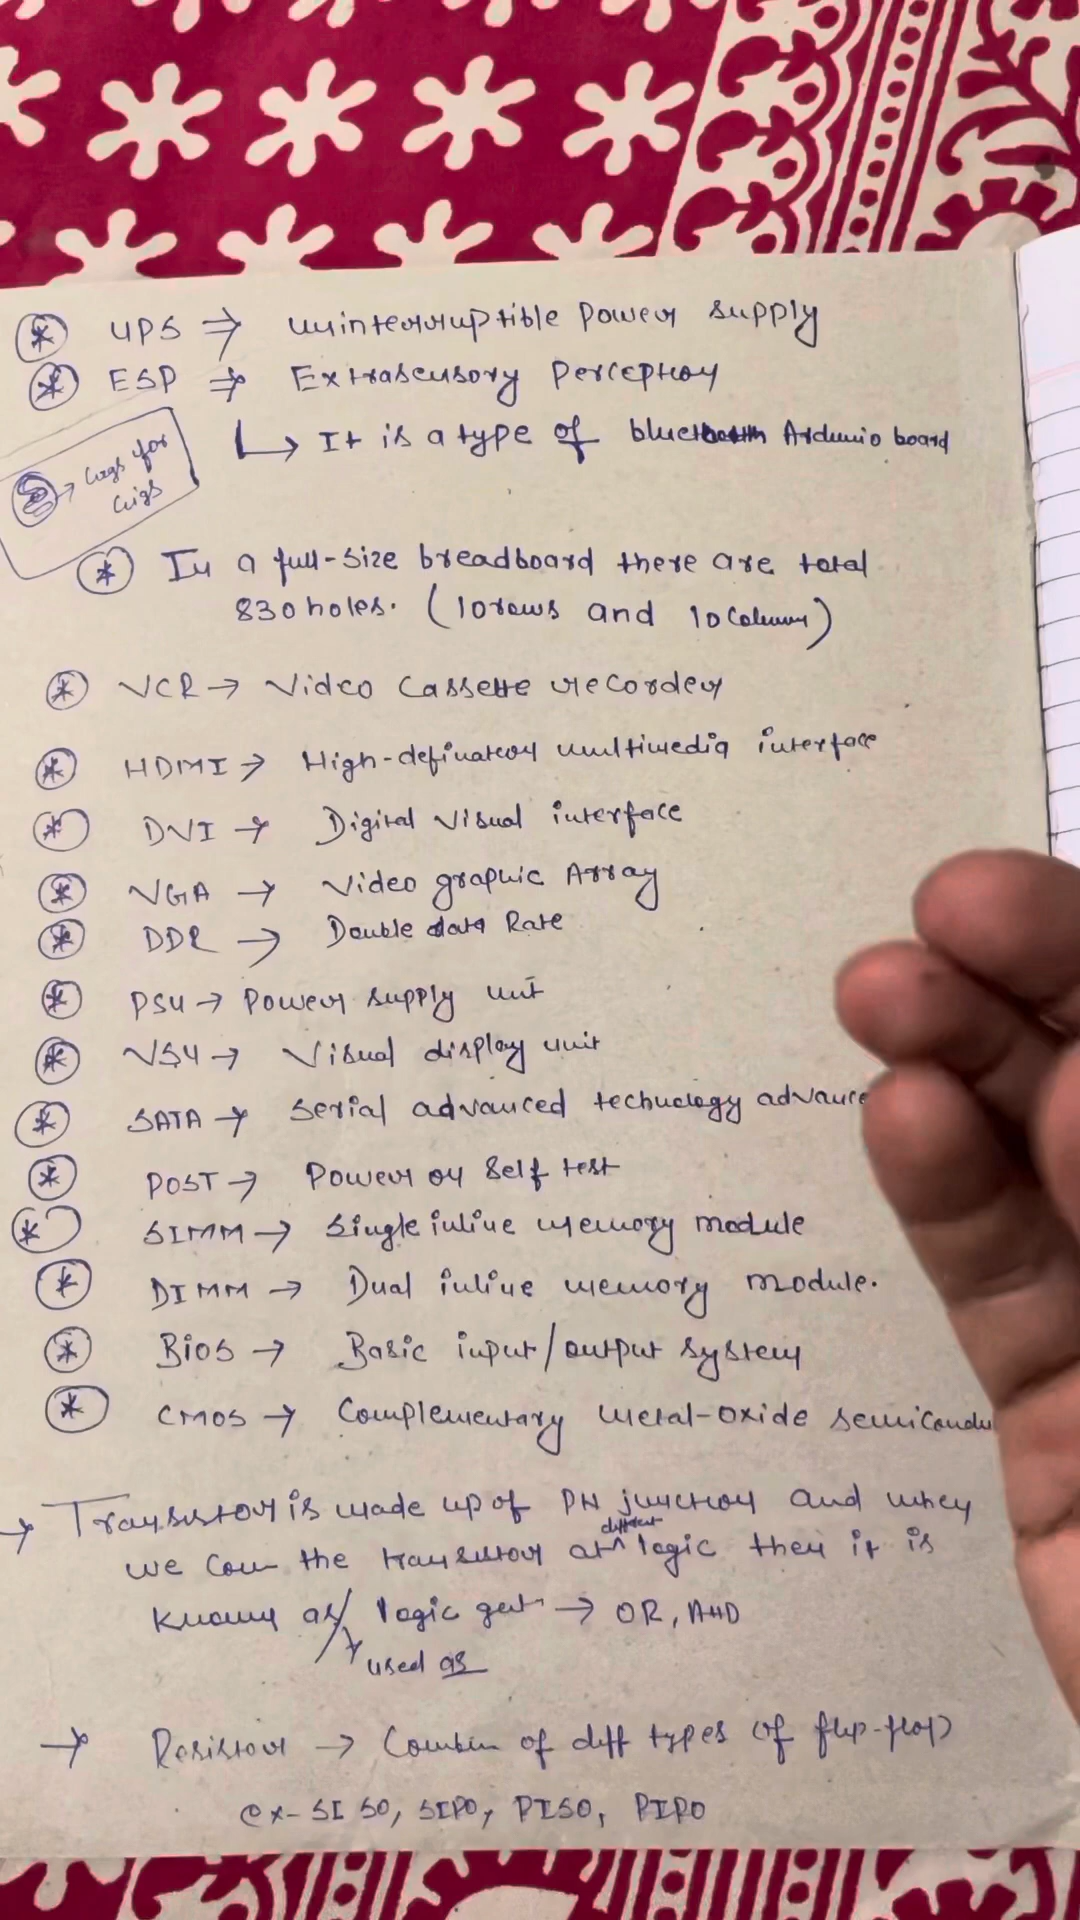 UPS ⇒ Uninterruptible Power supply
ESP ⇒ Extrasensory Perception
↳ It is a type of bluetooth Arduino board
→ for
In a full-size breadboard there are total
830 holes. (10 rows and 10 Column)
VCR → Video Cassette recorder
HDMI → High-defination multimedia interface
DVI → Digital Visual interface
VGA → Video graphic Array
DDR → Double data Rate
PSU → Power supply unit
VSU → Visual display unit
SATA → Serial advanced technology advance
POST → Power on Self test
SIMM → Single inline memory module
DIMM → Dual inline memory module.
BIOS → Basic input/output system
CMOS → Complementary metal-oxide semicondu
→ Transistor is made up of PN junction and when
different
we com the transistor at logic then it is
known as logic gate → OR, AND
used as
→ Resistor → Combin of diff types of flip-flop
ex- SISO, SIPO, PISO, PIPO